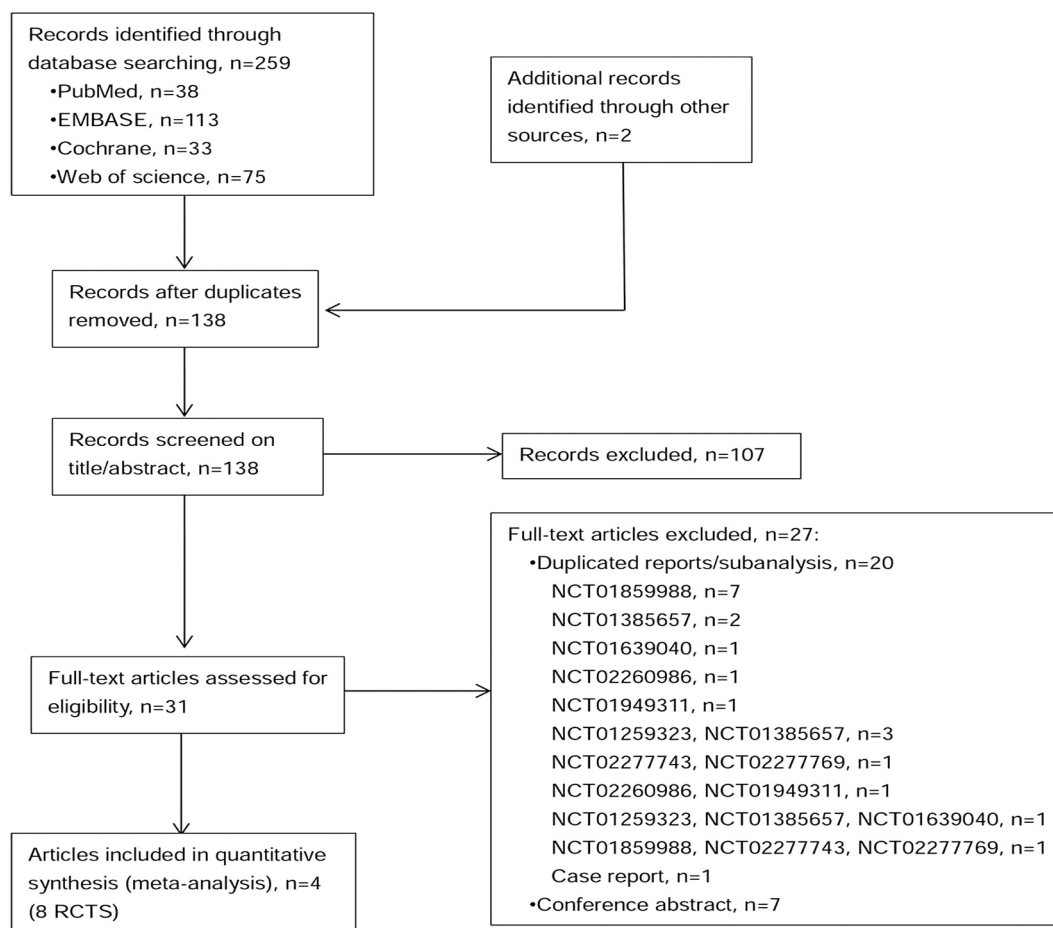 Records identified through
database searching, n=259
•PubMed, n=38
•EMBASE, n=113
•Cochrane, n=33
•Web of science, n=75
Additional records
identified through other
sources, n=2
Records after duplicates
removed, n=138
Records screened on
title/abstract, n=138
Records excluded, n=107
Full-text articles assessed for
eligibility, n=31
Full-text articles excluded, n=27:
•Duplicated reports/subanalysis, n=20
NCT01859988, n=7
NCT01385657, n=2
NCT01639040, n=1
NCT02260986, n=1
NCT01949311, n=1
NCT01259323, NCT01385657, n=3
NCT02277743, NCT02277769, n=1
NCT02260986, NCT01949311, n=1
NCT01259323, NCT01385657, NCT01639040, n=1
NCT01859988, NCT02277743, NCT02277769, n=1
Case report, n=1
•Conference abstract, n=7
Articles included in quantitative
synthesis (meta-analysis), n=4
(8 RCTS)